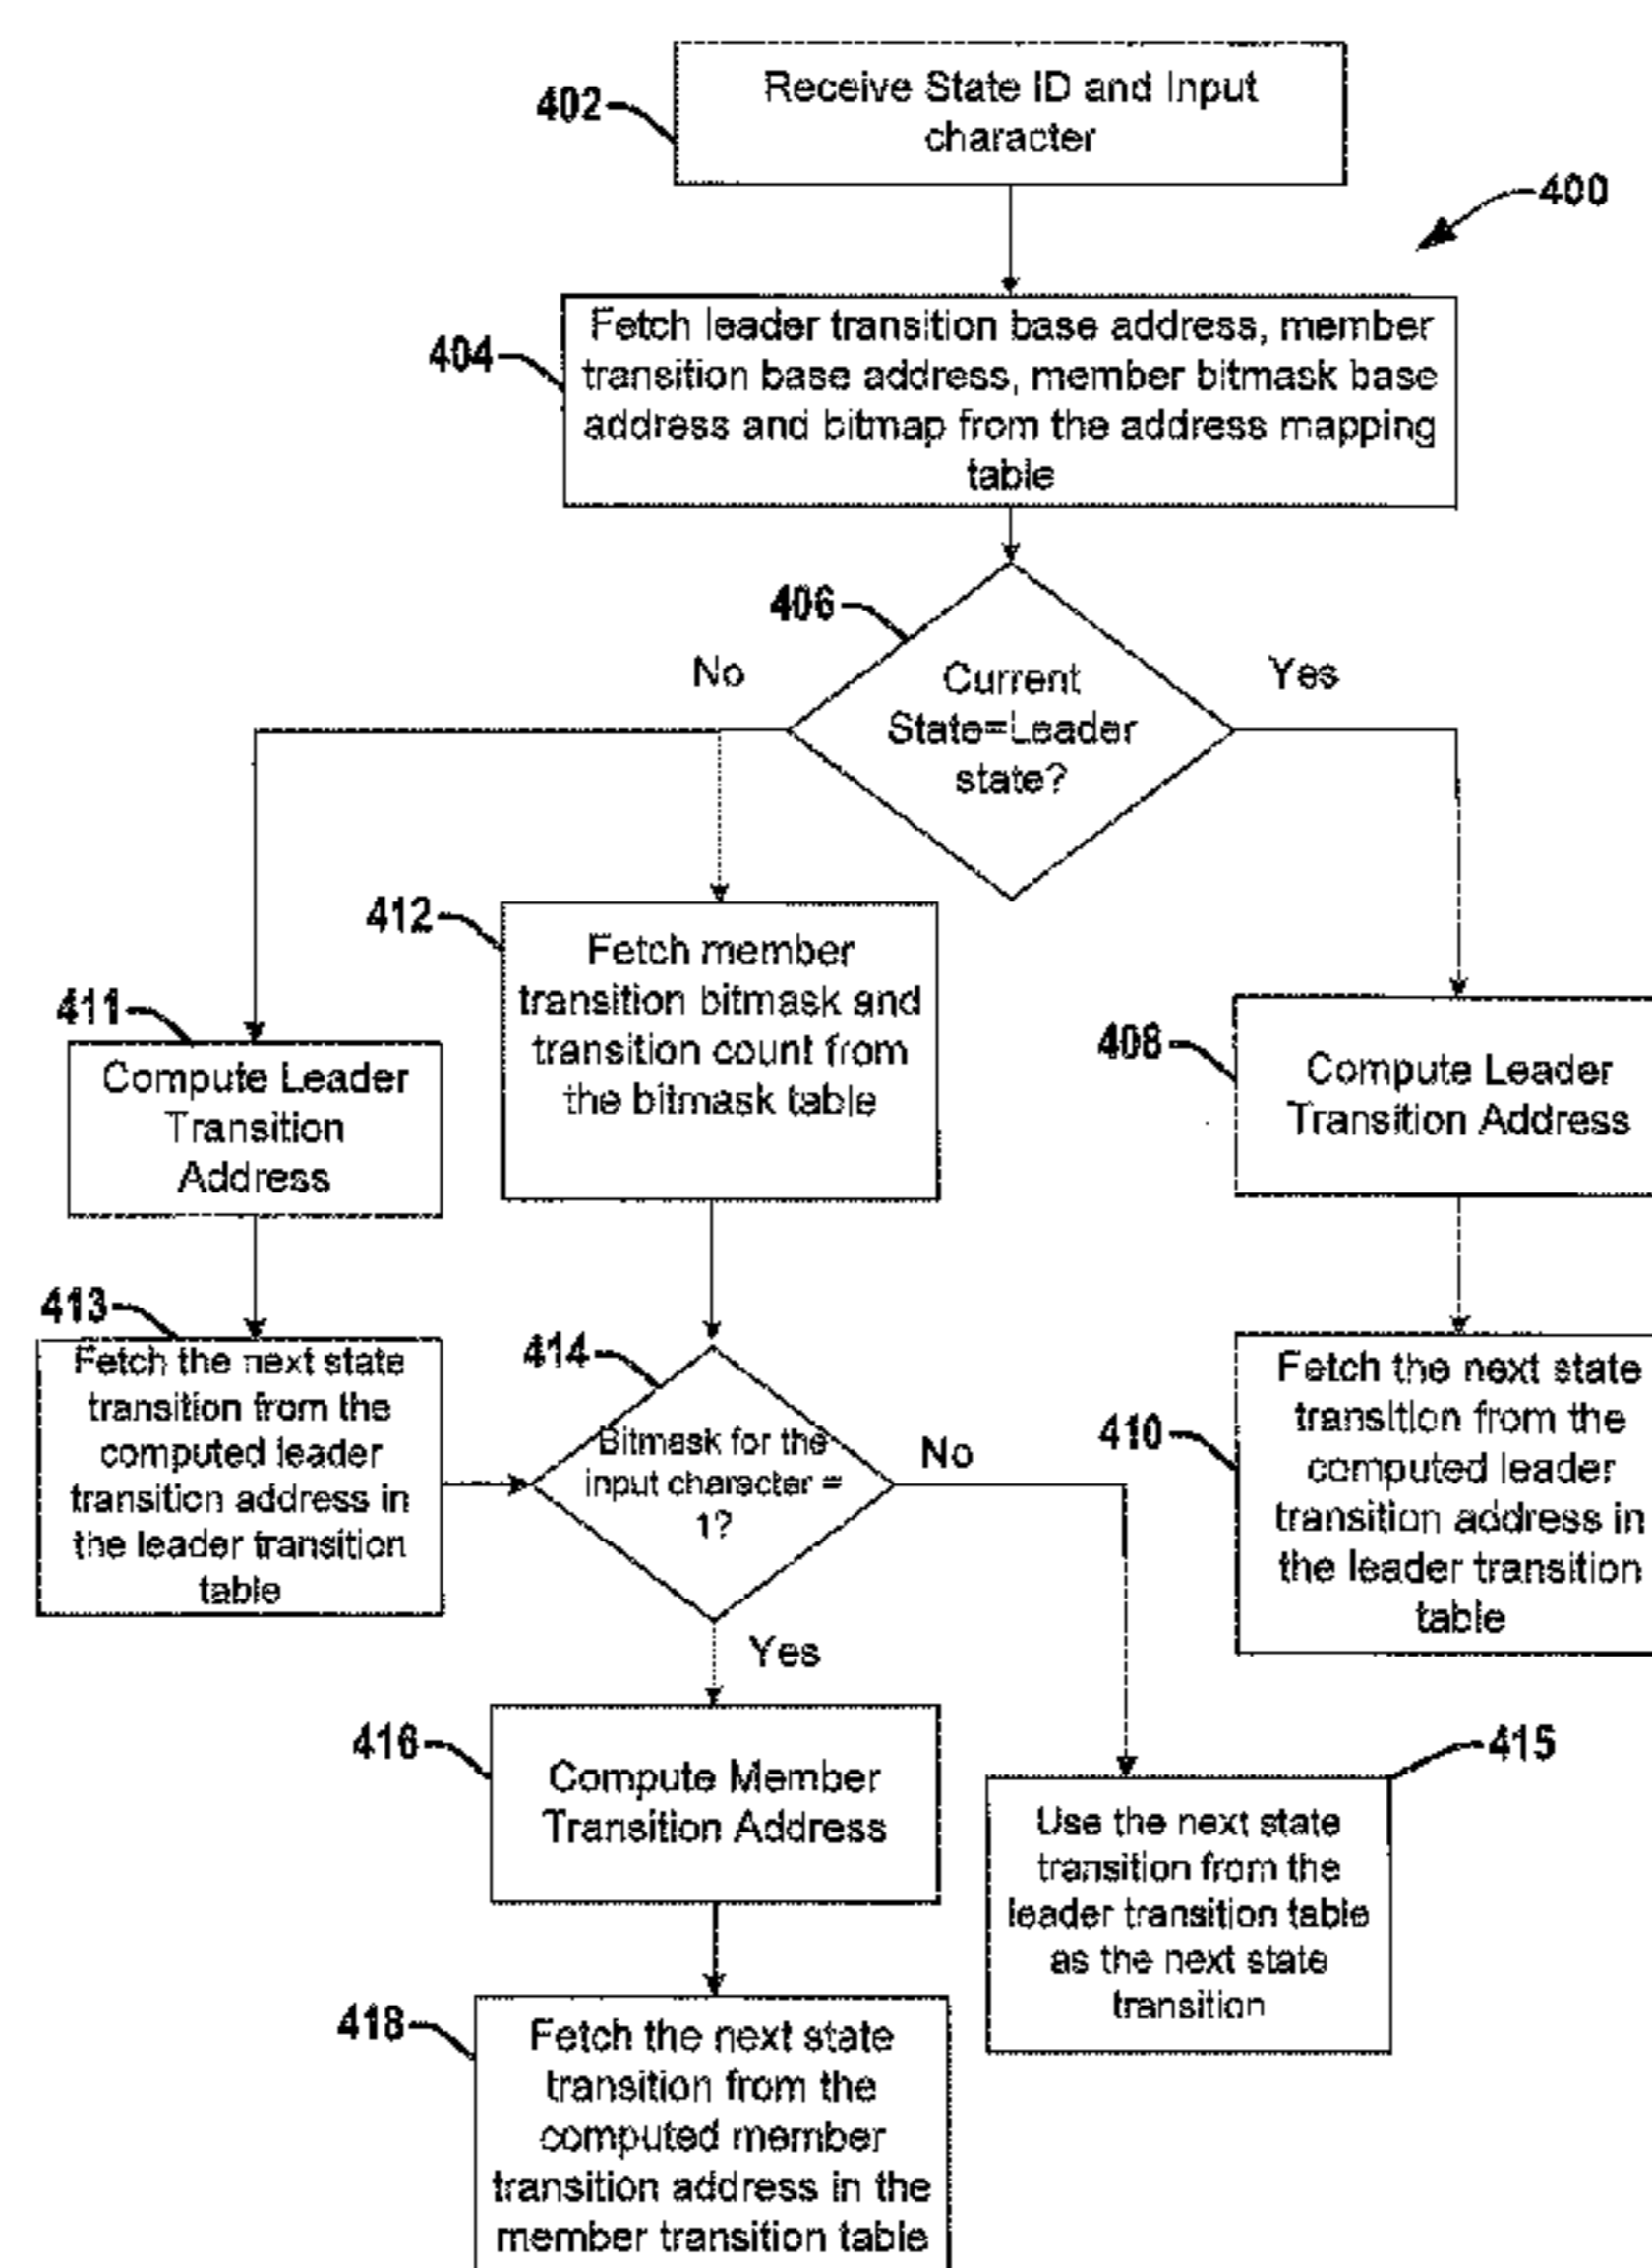 402
Receive State ID and Input
character
400
404
Fetch leader transition base address, member
transition base address, member bitmask base
address and bitmap from the address mapping
table
406
No
Current
State=Leader
state?
Yes
412
Fetch member
transition bitmask and
transition count from
the bitmask table
411
Compute Leader
Transition
Address
408
Compute Leader
Transition Address
413
Fetch the next state
transition from the
computed leader
transition address in
the leader transition
table
414
Bitmask for the
input character =
1?
No
Yes
410
Fetch the next state
transition from the
computed leader
transition address in
the leader transition
table
416
Compute Member
Transition Address
415
Use the next state
transition from the
leader transition table
as the next state
transition
418
Fetch the next state
transition from the
computed member
transition address in the
member transition table